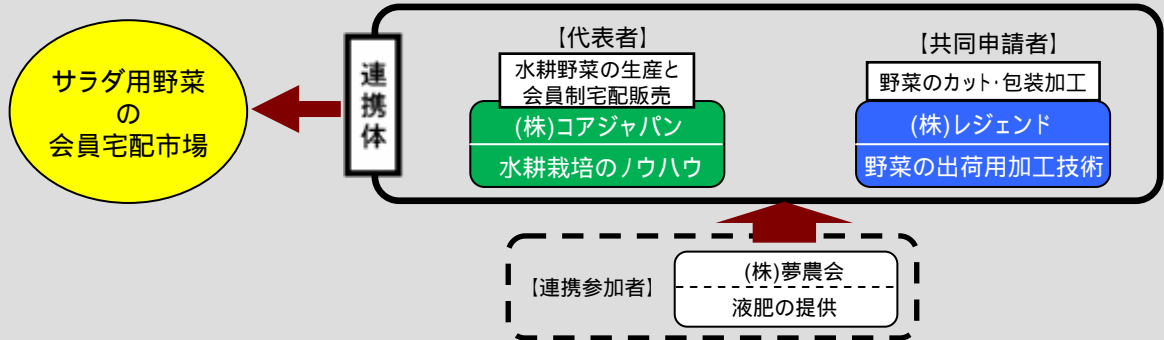 サラダ用野菜
の
会員宅配市場
連携体
【代表者】
水耕野菜の生産と
会員制宅配販売
(株)コアジャパン
水耕栽培のノウハウ
【共同申請者】
野菜のカット・包装加工
(株)レジェンド
野菜の出荷用加工技術
【連携参加者】
(株)夢農会
液肥の提供